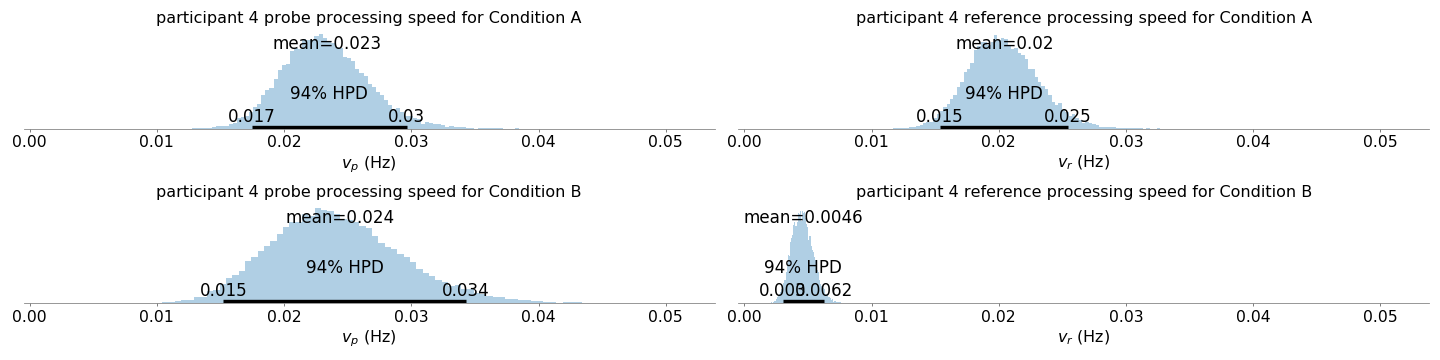 participant 4 probe processing speed for Condition A
mean=0.023
94% HPD
0.017 0.03
0.00 0.01 0.02 0.03 0.04 0.05
v_p (Hz)
participant 4 reference processing speed for Condition A
mean=0.02
94% HPD
0.015 0.025
0.00 0.01 0.02 0.03 0.04 0.05
v_r (Hz)
participant 4 probe processing speed for Condition B
mean=0.024
94% HPD
0.015 0.034
0.00 0.01 0.02 0.03 0.04 0.05
v_p (Hz)
participant 4 reference processing speed for Condition B
mean=0.0046
94% HPD
0.003 0.0062
0.00 0.01 0.02 0.03 0.04 0.05
v_r (Hz)